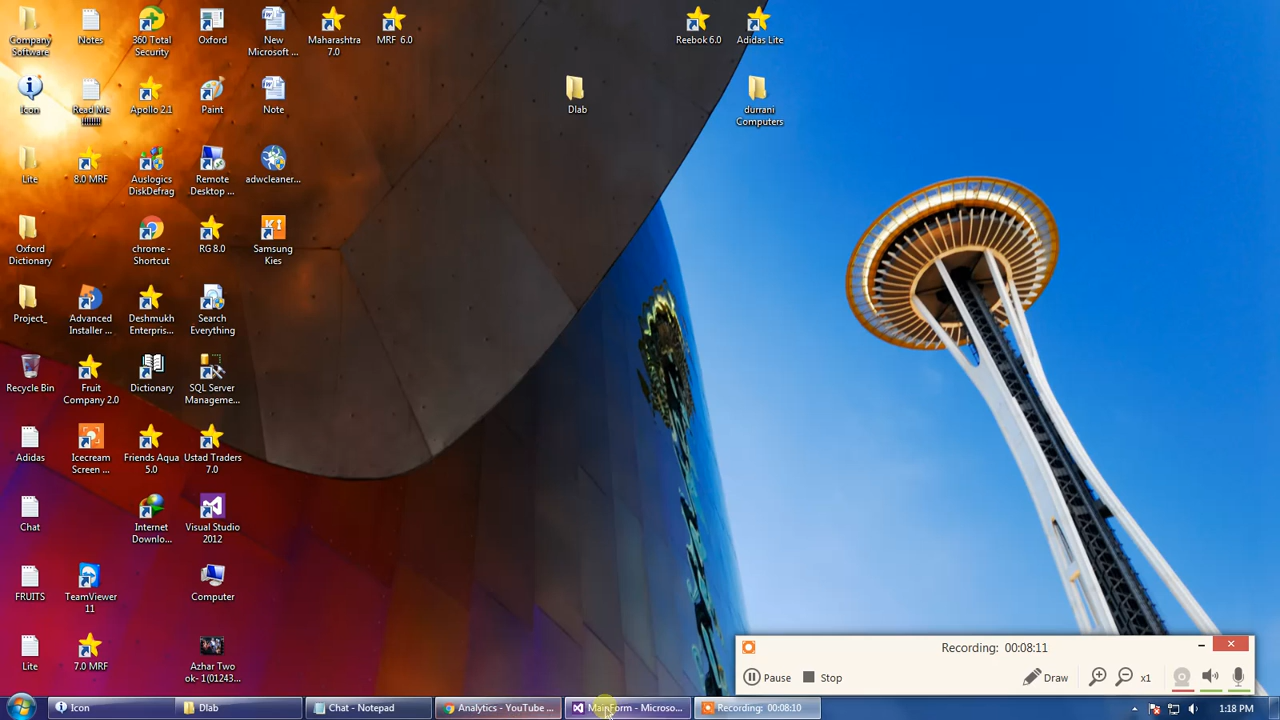 Company
Software
Notes
360 Total
Security
Oxford
New
Microsoft ...
Maharashtra
7.0
MRF 6.0
Reebok 6.0
Adidas Lite
Icon
Read Me
!!!!!!!!
Apollo 2.1
Paint
Note
Dlab
durrani
Computers
Lite
8.0 MRF
Auslogics
DiskDefrag
Remote
Desktop ...
adwcleaner...
Oxford
Dictionary
chrome -
Shortcut
RG 8.0
Samsung
Kies
Project_
Advanced
Installer ...
Deshmukh
Enterpris...
Search
Everything
Recycle Bin
Fruit
Company 2.0
Dictionary
SQL Server
Manageme...
Adidas
Icecream
Screen ...
Friends Aqua
5.0
Ustad Traders
7.0
Chat
Internet
Downlo...
Visual Studio
2012
FRUITS
TeamViewer
11
Computer
Lite
7.0 MRF
Azhar Two
ok- 1(01243...
Recording: 00:08:11
Pause
Stop
Draw
x1
Icon
Dlab
Chat - Notepad
Analytics - YouTube ...
MainForm - Microso...
Recording: 00:08:10
1:18 PM